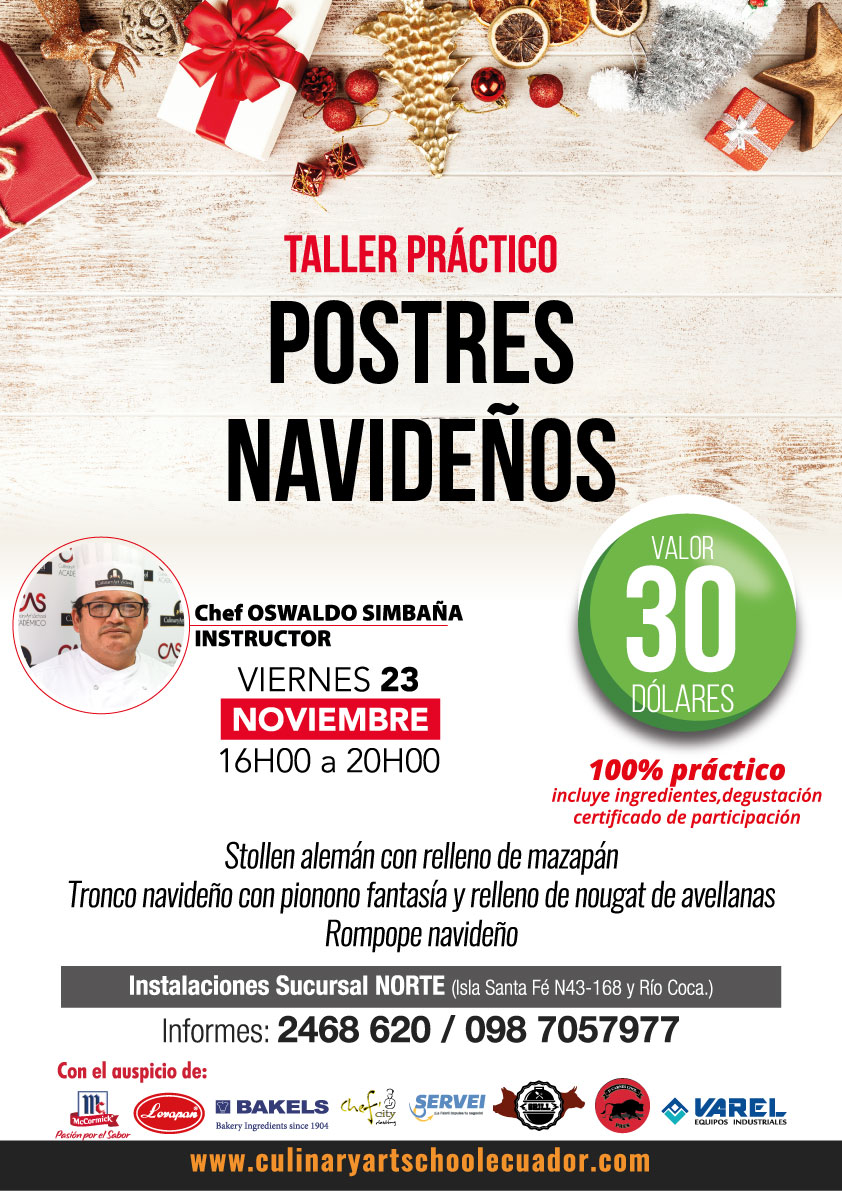 TALLER PRÁCTICO
POSTRES
NAVIDEÑOS
VALOR
30
DÓLARES
CAS
Chef OSWALDO SIMBAÑA
INSTRUCTOR
VIERNES 23
NOVIEMBRE
16H00 a 20H00
100% práctico
incluye ingredientes,degustación
certificado de participación
Stollen alemán con relleno de mazapán
Tronco navideño con pionono fantasía y relleno de nougat de avellanas
Rompope navideño
Instalaciones Sucursal NORTE (Isla Santa Fé N43-168 y Río Coca.)
Informes: 2468 620 / 098 7057977
Con el auspicio de:
McCormick
Pasión por el Sabor
Levapan
BAKELS
Bakery Ingredients since 1904
Chef' city
SERVEI
GRILL
VAREL
EQUIPOS INDUSTRIALES
www.culinaryartschoolecuador.com